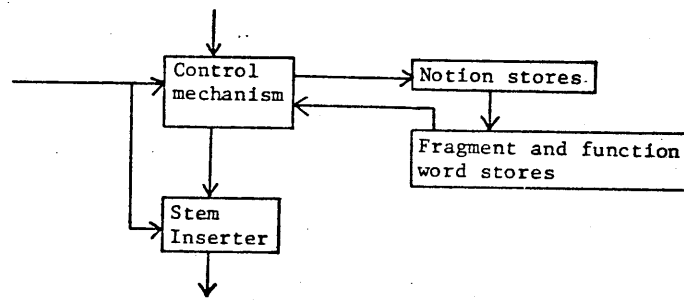 Control
mechanism
Notion stores
Fragment and function
word stores
Stem
Inserter